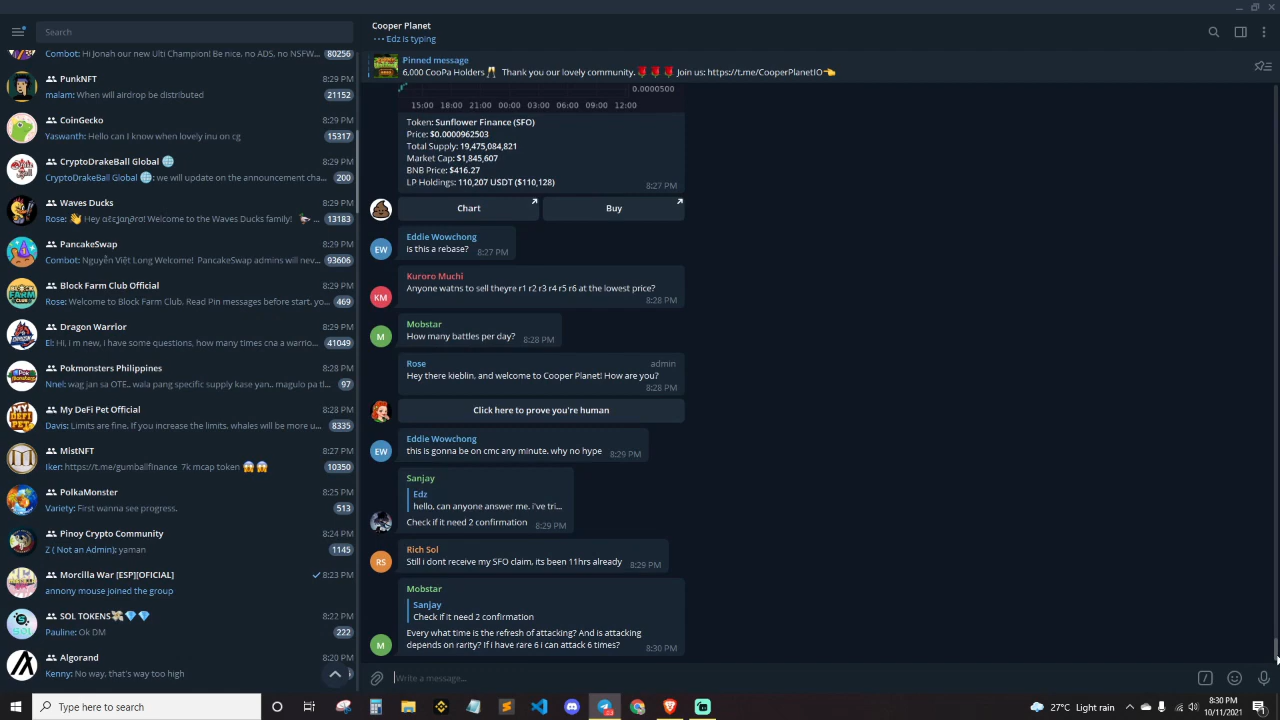 Search
Combot: Hi Jonah our new Ulti Champion! Be nice, no ADS, NSFW...
80256
PunkNFT
8:29 PM
malam: When will airdrop be distributed
21152
CoinGecko
8:29 PM
Yaswanth: Hello can I know when lovely inu on cg
15317
CryptoDrakeBall Global 🌐
8:29 PM
CryptoDrakeBall Global 🌐: we will update on the announcement cha...
200
Waves Ducks
8:29 PM
13183
PancakeSwap
8:29 PM
Combot: Nguyễn Việt Long Welcome! PancakeSwap admins will nev...
93606
Block Farm Club Official
8:29 PM
Rose: Welcome to Block Farm Club. Read Pin messages before start, yo...
469
Dragon Warrior
8:29 PM
El: Hi, i m new, i have some questions, how many times cna a warrio...
41049
Pokmonsters Philippines
8:28 PM
Nnel: wag jan sa OTE.. wala pang specific supply kase yan.. magulo pa tl...
97
My DeFi Pet Official
8:28 PM
Davis: Limits are fine. If you increase the limits, whales will be more u...
8335
MistNFT
8:27 PM
Iker: https://t.me/gumballfinance 7k mcap token 😱😱
10350
PolkaMonster
8:25 PM
Variety: First wanna see progress.
513
Pinoy Crypto Community
8:24 PM
Z ( Not an Admin): yaman
1145
Morcilla War [ESP][OFICIAL]
8:23 PM
annony mouse joined the group
SOL TOKENS💸💎💎
8:22 PM
Pauline: Ok DM
222
Algorand
8:20 PM
Kenny: No way, that's way too high
Cooper Planet
Edz is typing
Pinned message
6,000 CooPa Holders🥂 Thank you our lovely community.🌹🌹🌹 Join us: https://t.me/CooperPlanetIO👈
0.0000500
15:00 18:00 21:00 00:00 03:00 06:00 09:00 12:00
Token: Sunflower Finance (SFO)
Price: $0.0000962503
Total Supply: 19,475,084,821
Market Cap: $1,845,607
BNB Price: $416.27
LP Holdings: 110,207 USDT ($110,128)
8:27 PM
Chart
Buy
Eddie Wowchong
is this a rebase?
8:27 PM
EW
Kuroro Muchi
Anyone watns to sell theyre r1 r2 r3 r4 r5 r6 at the lowest price?
8:28 PM
KM
Mobstar
How many battles per day?
8:28 PM
M
Rose
admin
Hey there kieblin, and welcome to Cooper Planet! How are you?
8:28 PM
Click here to prove you're human
Eddie Wowchong
this is gonna be on cmc any minute. why no hype
8:29 PM
EW
Sanjay
Edz
hello, can anyone answer me. i've tri...
Check if it need 2 confirmation
8:29 PM
Rich Sol
Still i dont receive my SFO claim, its been 11hrs already
8:29 PM
RS
Mobstar
Sanjay
Check if it need 2 confirmation
Every what time is the refresh of attacking? And is attacking
depends on rarity? If i have rare 6 i can attack 6 times?
8:30 PM
M
Write a message...
Type here to search
27°C Light rain
8:30 PM
10/11/2021